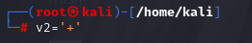 ┌──(root㉿kali)-[/home/kali]
└─# v2='+'